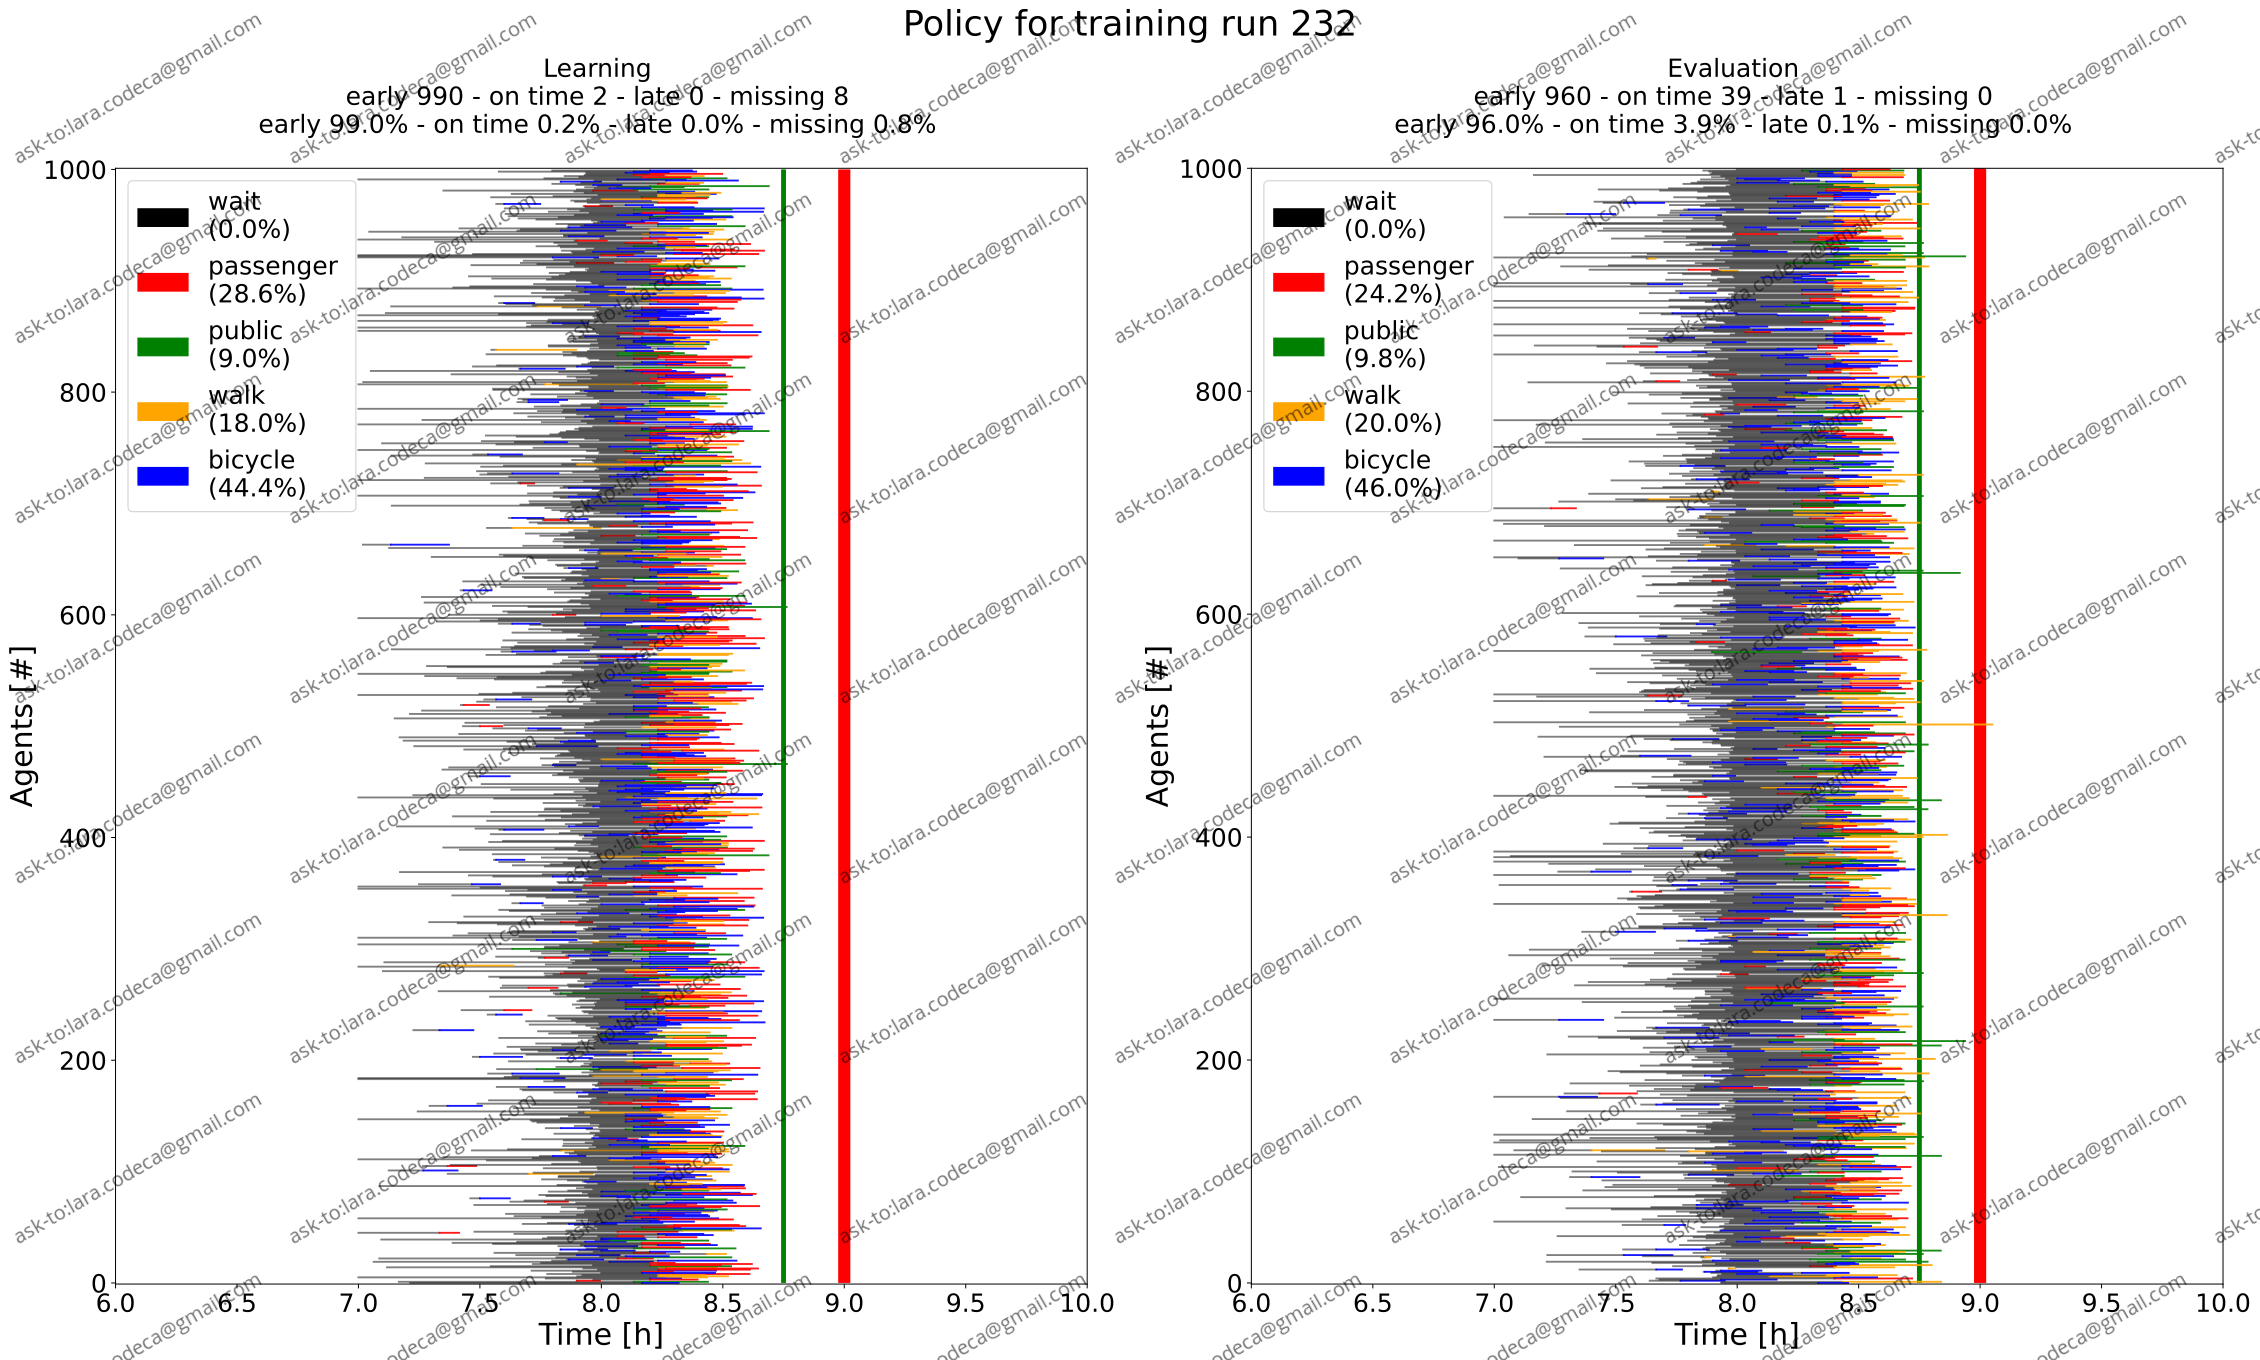 Policy for training run 232
Learning
early 990 - on time 2 - late 0 - missing 8
early 99.0% - on time 0.2% - late 0.0% - missing 0.8%
1000
800
600
400
200
0
Agents [#]
wait
(0.0%)
passenger
(28.6%)
public
(9.0%)
walk
(18.0%)
bicycle
(44.4%)
6.0 6.5 7.0 7.5 8.0 8.5 9.0 9.5 10.0
Time [h]
Evaluation
early 960 - on time 39 - late 1 - missing 0
early 96.0% - on time 3.9% - late 0.1% - missing 0.0%
1000
800
600
400
200
0
Agents [#]
wait
(0.0%)
passenger
(24.2%)
public
(9.8%)
walk
(20.0%)
bicycle
(46.0%)
6.0 6.5 7.0 7.5 8.0 8.5 9.0 9.5 10.0
Time [h]
ask-to:lara.codeca@gmail.com